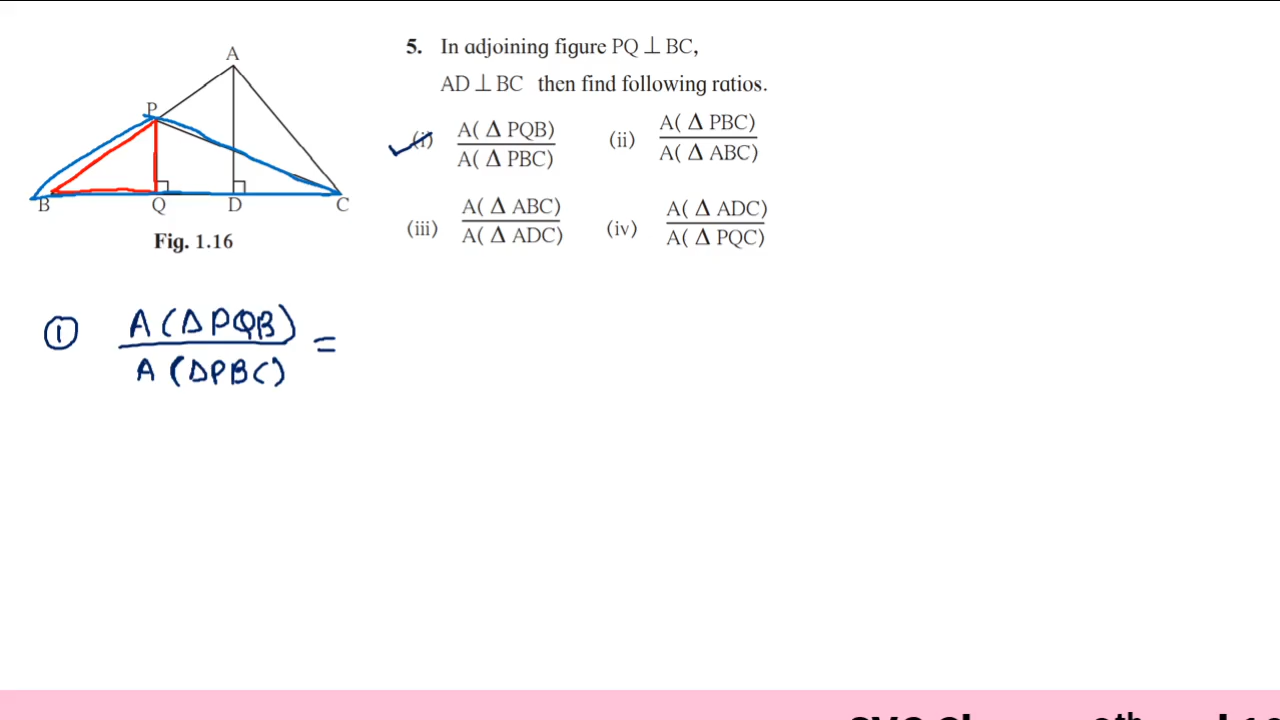 A
P
B Q D C
Fig. 1.16
5. In adjoining figure PQ ⊥ BC,
AD ⊥ BC then find following ratios.
(i) A( Δ PQB) / A( Δ PBC) (ii) A( Δ PBC) / A( Δ ABC)
(iii) A( Δ ABC) / A( Δ ADC) (iv) A( Δ ADC) / A( Δ PQC)
① A (ΔPQB) / A (ΔPBC) =